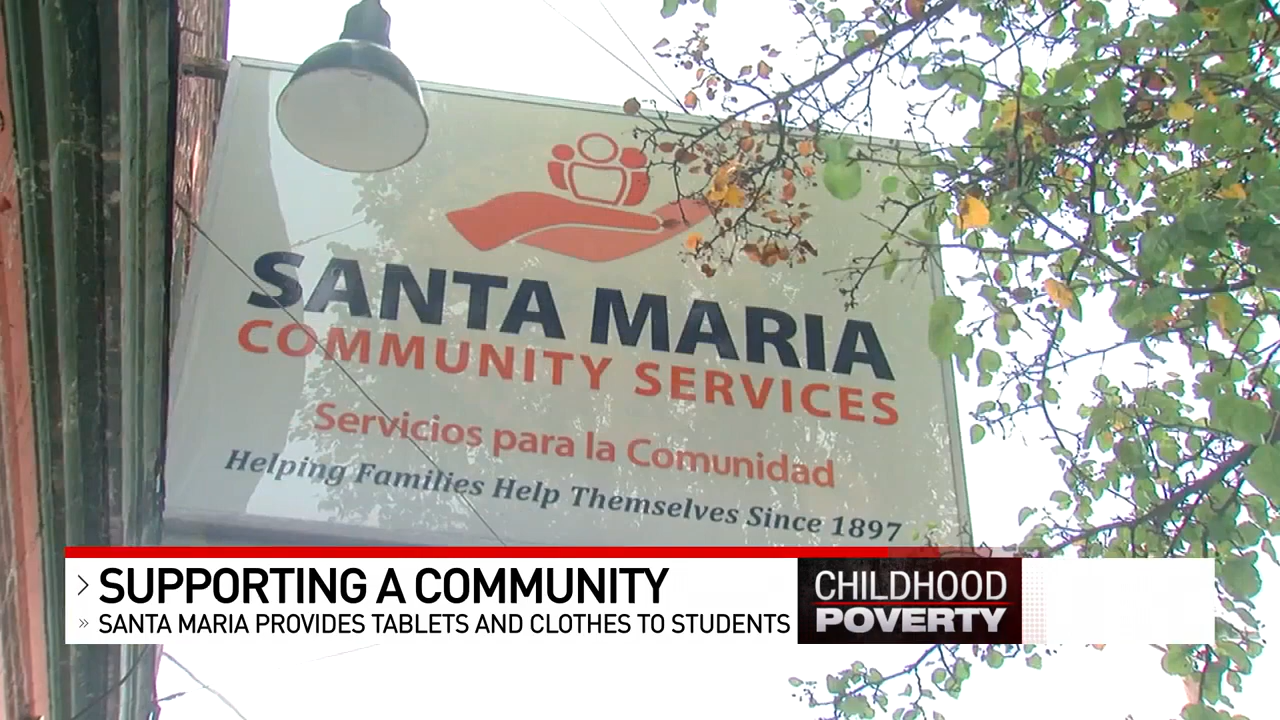 SANTA MARIA
COMMUNITY SERVICES
Servicios para la Comunidad
Helping Families Help Themselves Since 1897
SUPPORTING A COMMUNITY
» SANTA MARIA PROVIDES TABLETS AND CLOTHES TO STUDENTS
CHILDHOOD
POVERTY